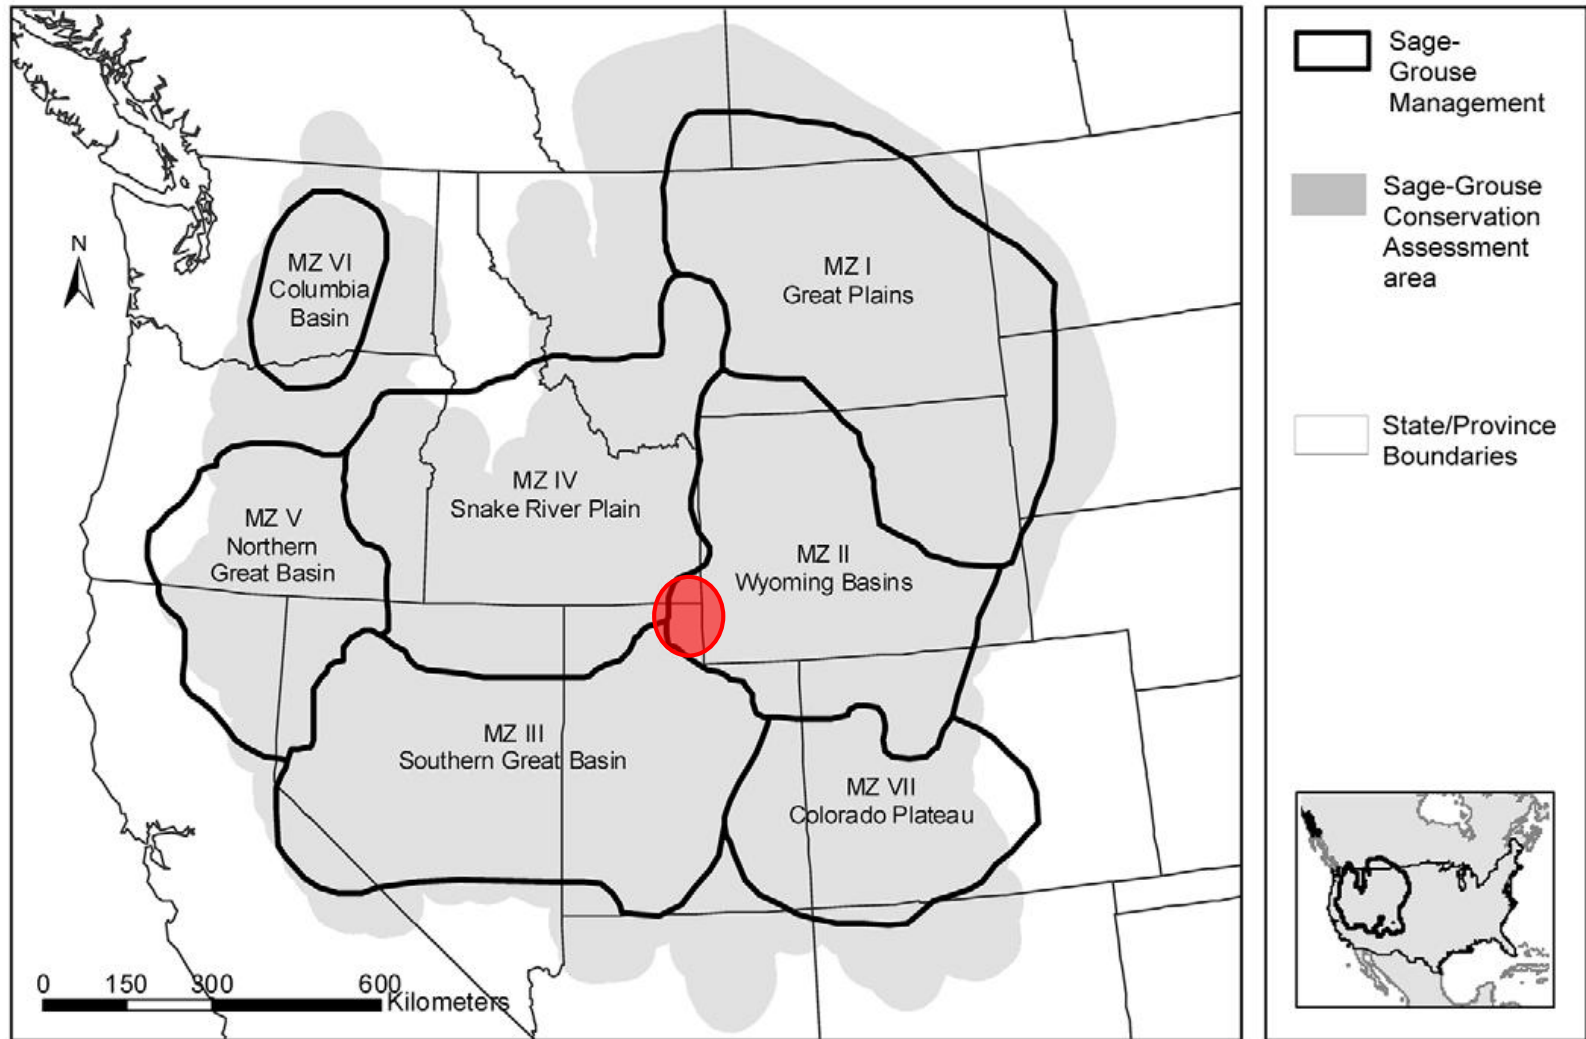 N
MZ VI
Columbia
Basin
MZ I
Great Plains
MZ IV
Snake River Plain
MZ V
Northern
Great Basin
MZ II
Wyoming Basins
MZ III
Southern Great Basin
MZ VII
Colorado Plateau
0 150 300 600
Kilometers
Sage-
Grouse
Management
Sage-Grouse
Conservation
Assessment
area
State/Province
Boundaries